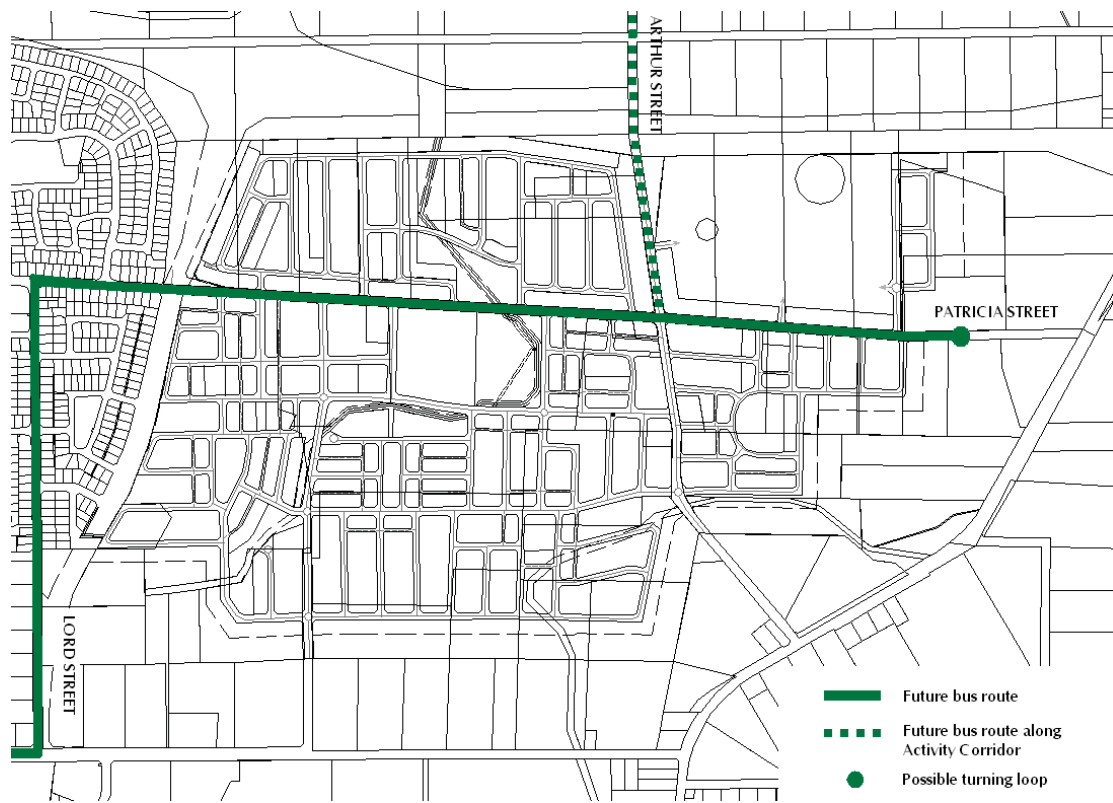 ARTHUR STREET
PATRICIA STREET
LORD STREET
Future bus route
Future bus route along
Activity Corridor
Possible turning loop